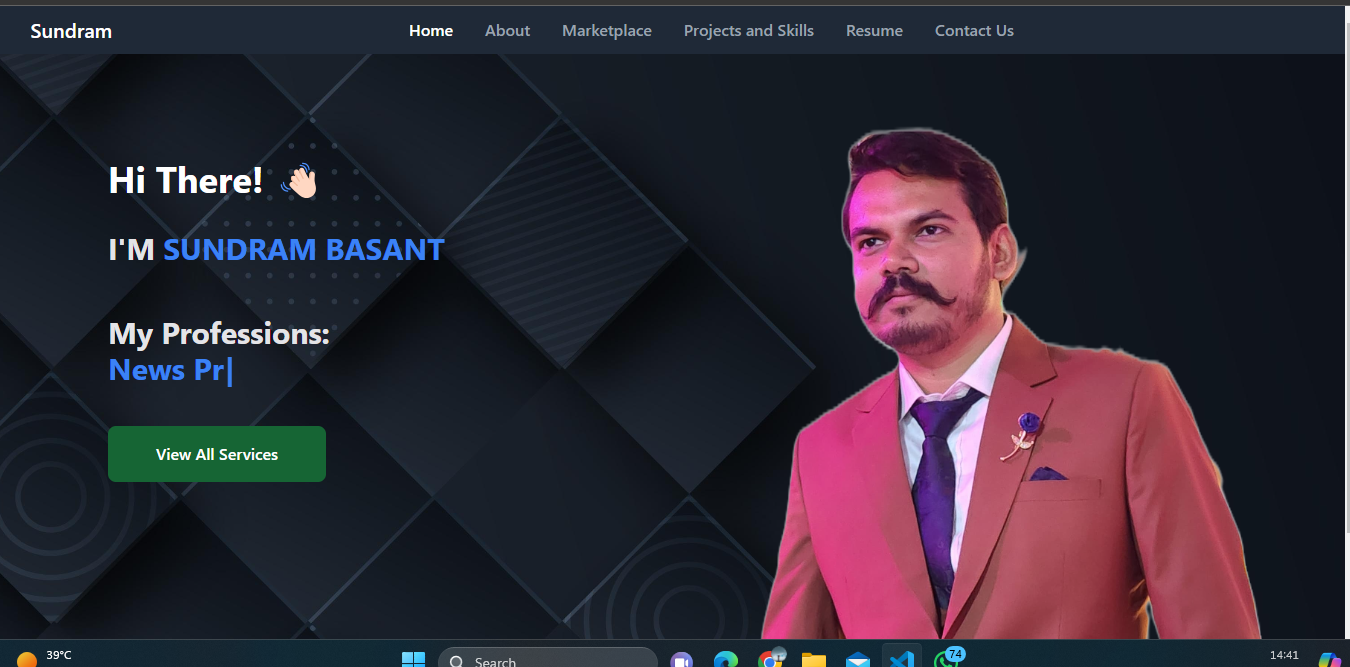 Sundram
Home About Marketplace Projects and Skills Resume Contact Us
Hi There!
I'M SUNDRAM BASANT
My Professions:
News Pr|
View All Services
39°C
Search
74
14:41